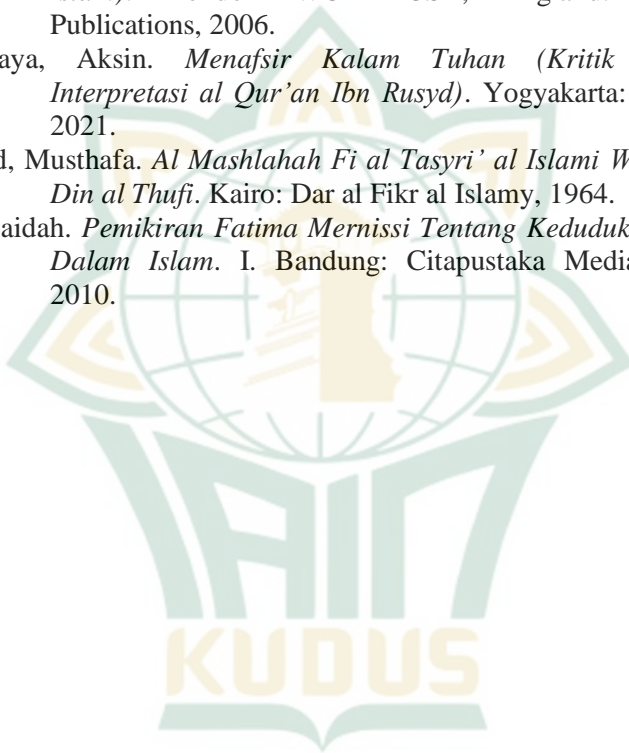 Publications, 2006.
aya, Aksin. Menafsir Kalam Tuhan (Kritik
Interpretasi al Qur’an Ibn Rusyd). Yogyakarta:
2021.
d, Musthafa. Al Mashlahah Fi al Tasyri’ al Islami W
Din al Thufi. Kairo: Dar al Fikr al Islamy, 1964.
aidah. Pemikiran Fatima Mernissi Tentang Keduduk
Dalam Islam. I. Bandung: Citapustaka Media
2010.
IAIN
KUDUS